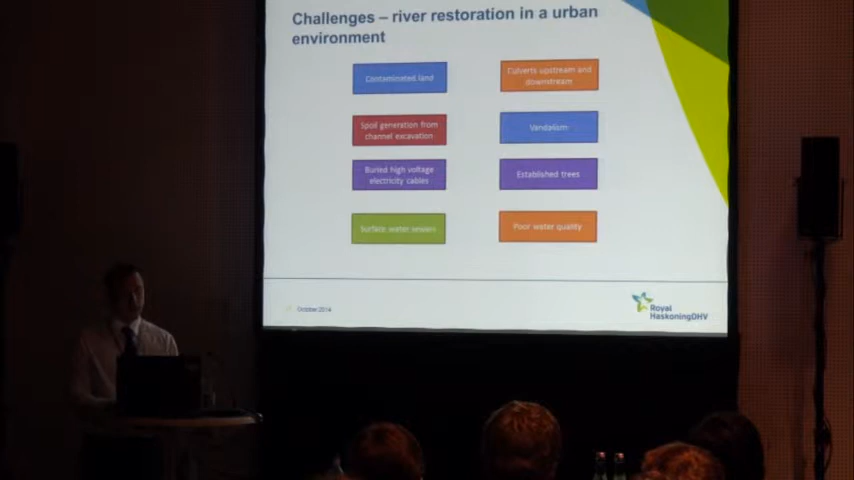 Challenges – river restoration in a urban
environment
Contaminated land
Culverts upstream and
downstream
Spoil generation from
channel excavation
Vandalism
Buried high voltage
electricity cables
Established trees
Surface water sewers
Poor water quality
October 2014
Royal
HaskoningDHV